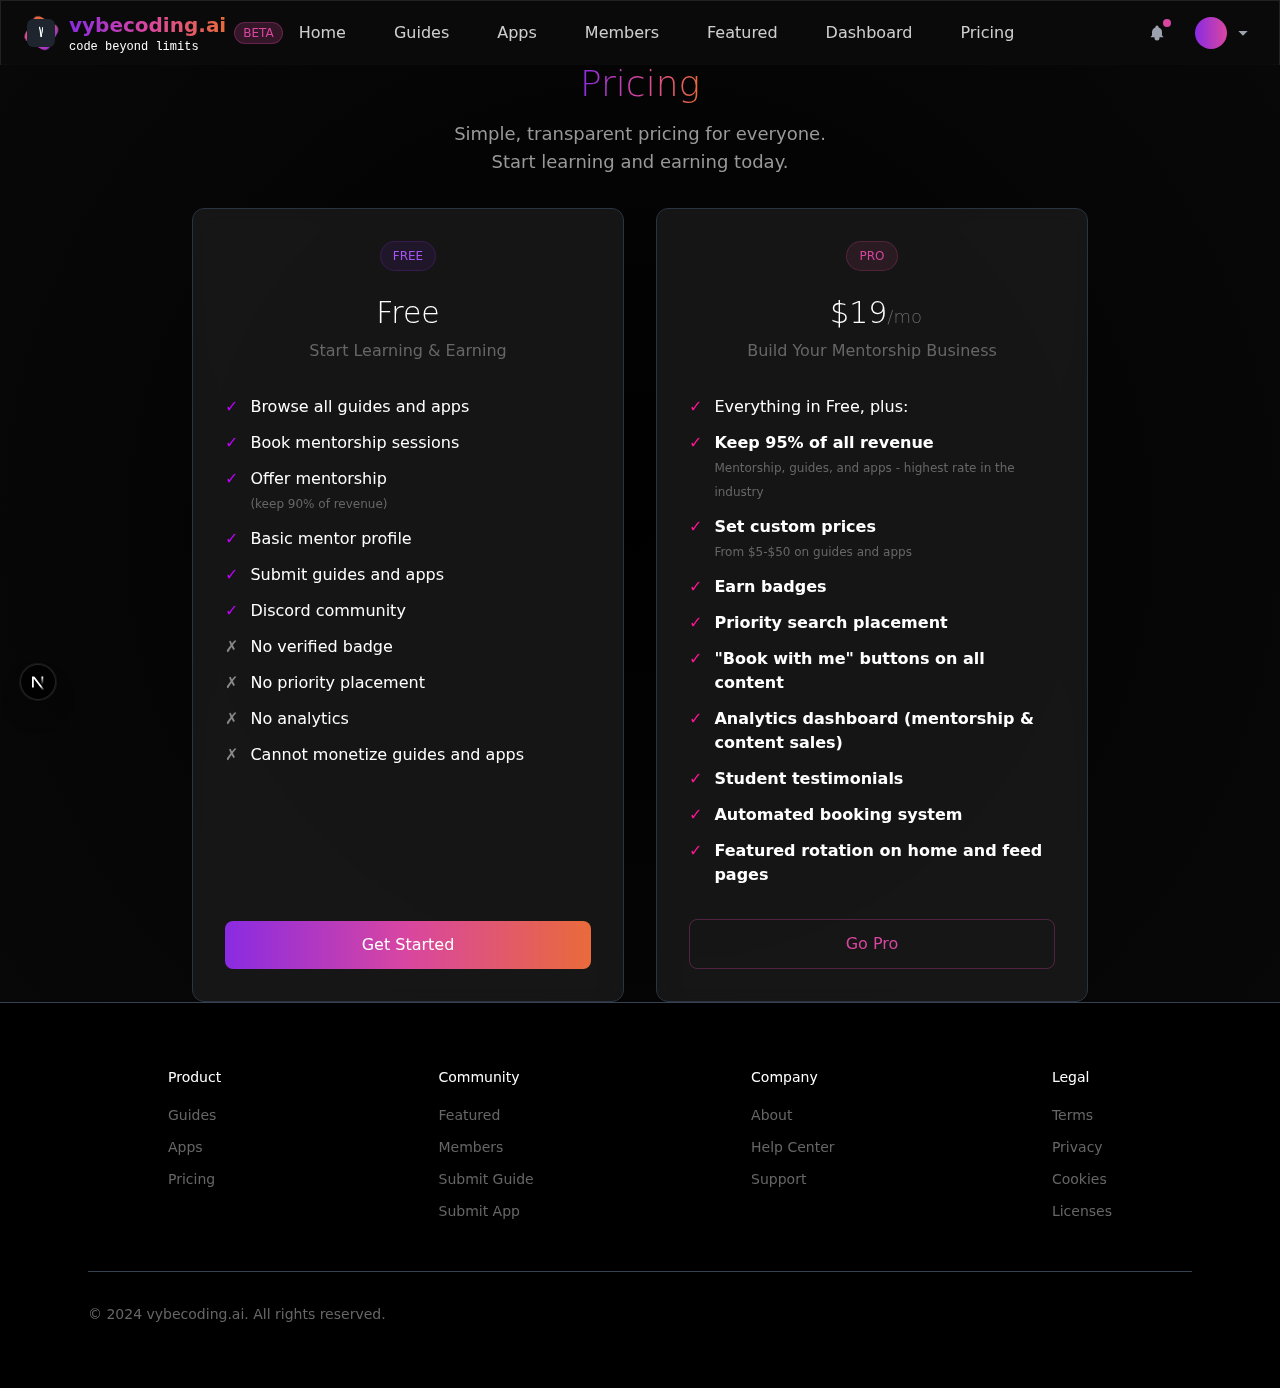 vybecoding.ai
code beyond limits
BETA
Home
Guides
Apps
Members
Featured
Dashboard
Pricing
Pricing
Simple, transparent pricing for everyone.
Start learning and earning today.
FREE
Free
Start Learning & Earning
✓ Browse all guides and apps
✓ Book mentorship sessions
✓ Offer mentorship
(keep 90% of revenue)
✓ Basic mentor profile
✓ Submit guides and apps
✓ Discord community
✗ No verified badge
✗ No priority placement
✗ No analytics
✗ Cannot monetize guides and apps
Get Started
PRO
$19/mo
Build Your Mentorship Business
✓ Everything in Free, plus:
✓ Keep 95% of all revenue
Mentorship, guides, and apps - highest rate in the
industry
✓ Set custom prices
From $5-$50 on guides and apps
✓ Earn badges
✓ Priority search placement
✓ "Book with me" buttons on all
content
✓ Analytics dashboard (mentorship &
content sales)
✓ Student testimonials
✓ Automated booking system
✓ Featured rotation on home and feed
pages
Go Pro
N
Product
Guides
Apps
Pricing
Community
Featured
Members
Submit Guide
Submit App
Company
About
Help Center
Support
Legal
Terms
Privacy
Cookies
Licenses
© 2024 vybecoding.ai. All rights reserved.